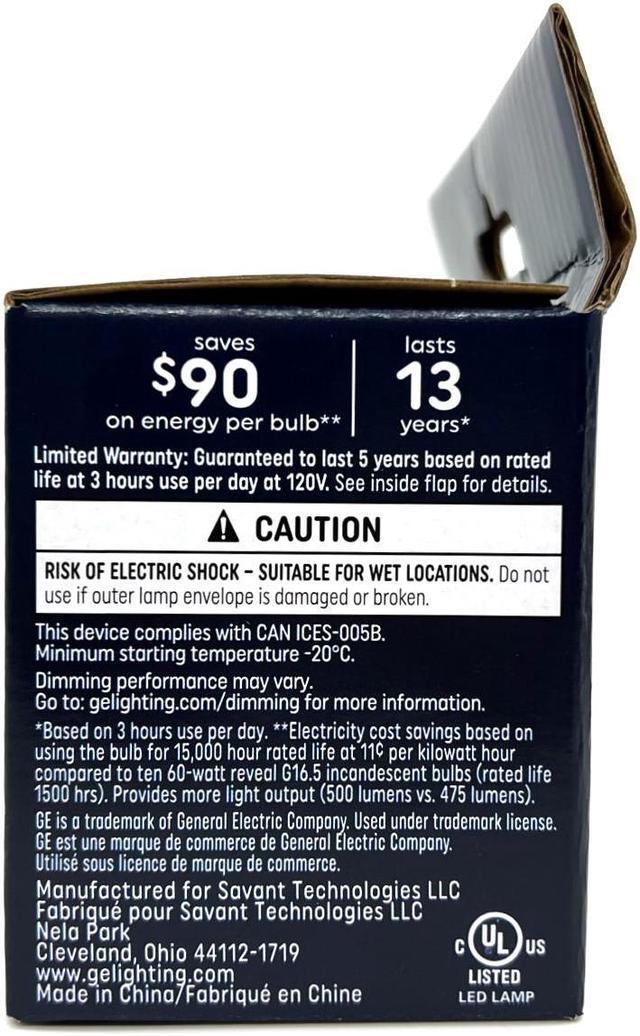 saves
$90
on energy per bulb**
lasts
13
years*
Limited Warranty: Guaranteed to last 5 years based on rated
life at 3 hours use per day at 120V. See inside flap for details.
⚠ CAUTION
RISK OF ELECTRIC SHOCK – SUITABLE FOR WET LOCATIONS. Do not
use if outer lamp envelope is damaged or broken.
This device complies with CAN ICES-005B.
Minimum starting temperature -20°C.
Dimming performance may vary.
Go to: gelighting.com/dimming for more information.
*Based on 3 hours use per day. **Electricity cost savings based on
using the bulb for 15,000 hour rated life at 11¢ per kilowatt hour
compared to ten 60-watt reveal G16.5 incandescent bulbs (rated life
1500 hrs). Provides more light output (500 lumens vs. 475 lumens).
GE is a trademark of General Electric Company. Used under trademark license.
GE est une marque de commerce de General Electric Company.
Utilisé sous licence de marque de commerce.
Manufactured for Savant Technologies LLC
Fabriqué pour Savant Technologies LLC
Nela Park
Cleveland, Ohio 44112-1719
www.gelighting.com
Made in China/Fabriqué en Chine
C UL US
LISTED
LED LAMP